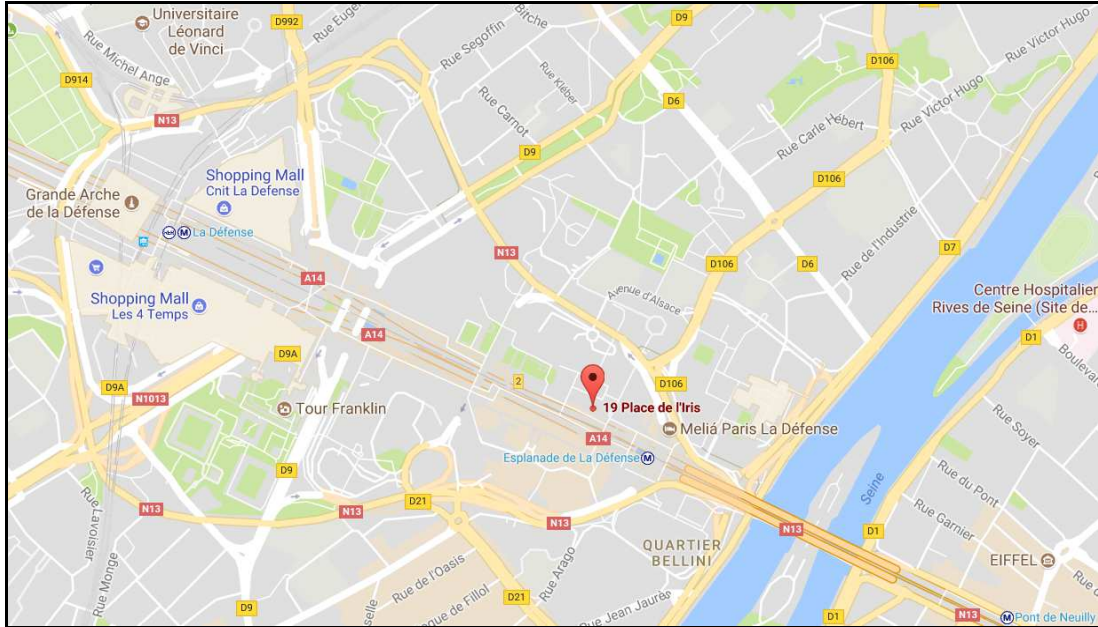 Universitaire
Léonard
de Vinci
D992
Rue Eugen
Birche
D9
Rue Victor Hugo
Rue Michel Ange
Rue Segoffin
D914
Rue Kléber
D106
D6
Rue Victor Hugo
N13
Rue Carnot
Rue Carle Hébert
D9
Shopping Mall
Cnit La Defense
Grande Arche
de la Défense
D106
M La Défense
Rue de l'Industrie
D7
N13
D106
D6
A14
Avenue d'Alsace
Centre Hospitalier
Rives de Seine (Site de...
H
Shopping Mall
Les 4 Temps
A14
D1
Boulevar
D9A
2
D106
D9A
N1013
Tour Franklin
19 Place de l'Iris
Rue Soyer
Meliá Paris La Défense
A14
Esplanade de La Défense M
D9
Rue du Pont
Seine
D21
N13
N13
N13
Rue Lavoisier
Rue Garnier
N13
D1
QUARTIER
BELLINI
EIFFEL
Rue Monge
Rue de l'Oasis
Rue Arago
Rue d
selle
que de Fillol
D21
Rue Jean Jaurès
D9
D1
N13
M Pont de Neuilly